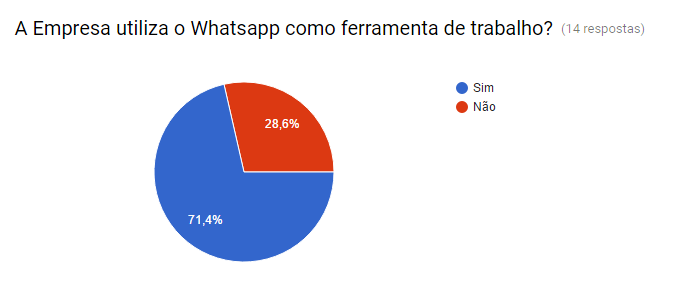 A Empresa utiliza o Whatsapp como ferramenta de trabalho? (14 respostas)
Sim
Não
28,6%
71,4%